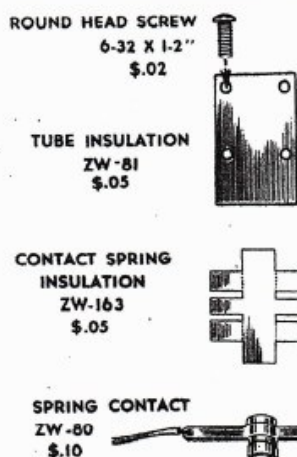 ROUND HEAD SCREW
6-32 X 1-2"
$.02
TUBE INSULATION
ZW-81
$.05
CONTACT SPRING
INSULATION
ZW-163
$.05
SPRING CONTACT
ZW-80
$.10